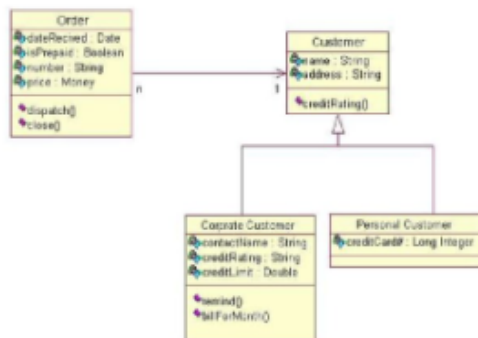 Order
dateRecived : Date
isPrepaid : Boolean
number : String
price : Money
dispatch()
close()
n
1
Customer
name : String
address : String
creditRating()
Corprate Customer
contactName : String
creditRating : String
creditLimit : Double
remind()
billForMonth()
Personal Customer
creditCard# : Long Integer